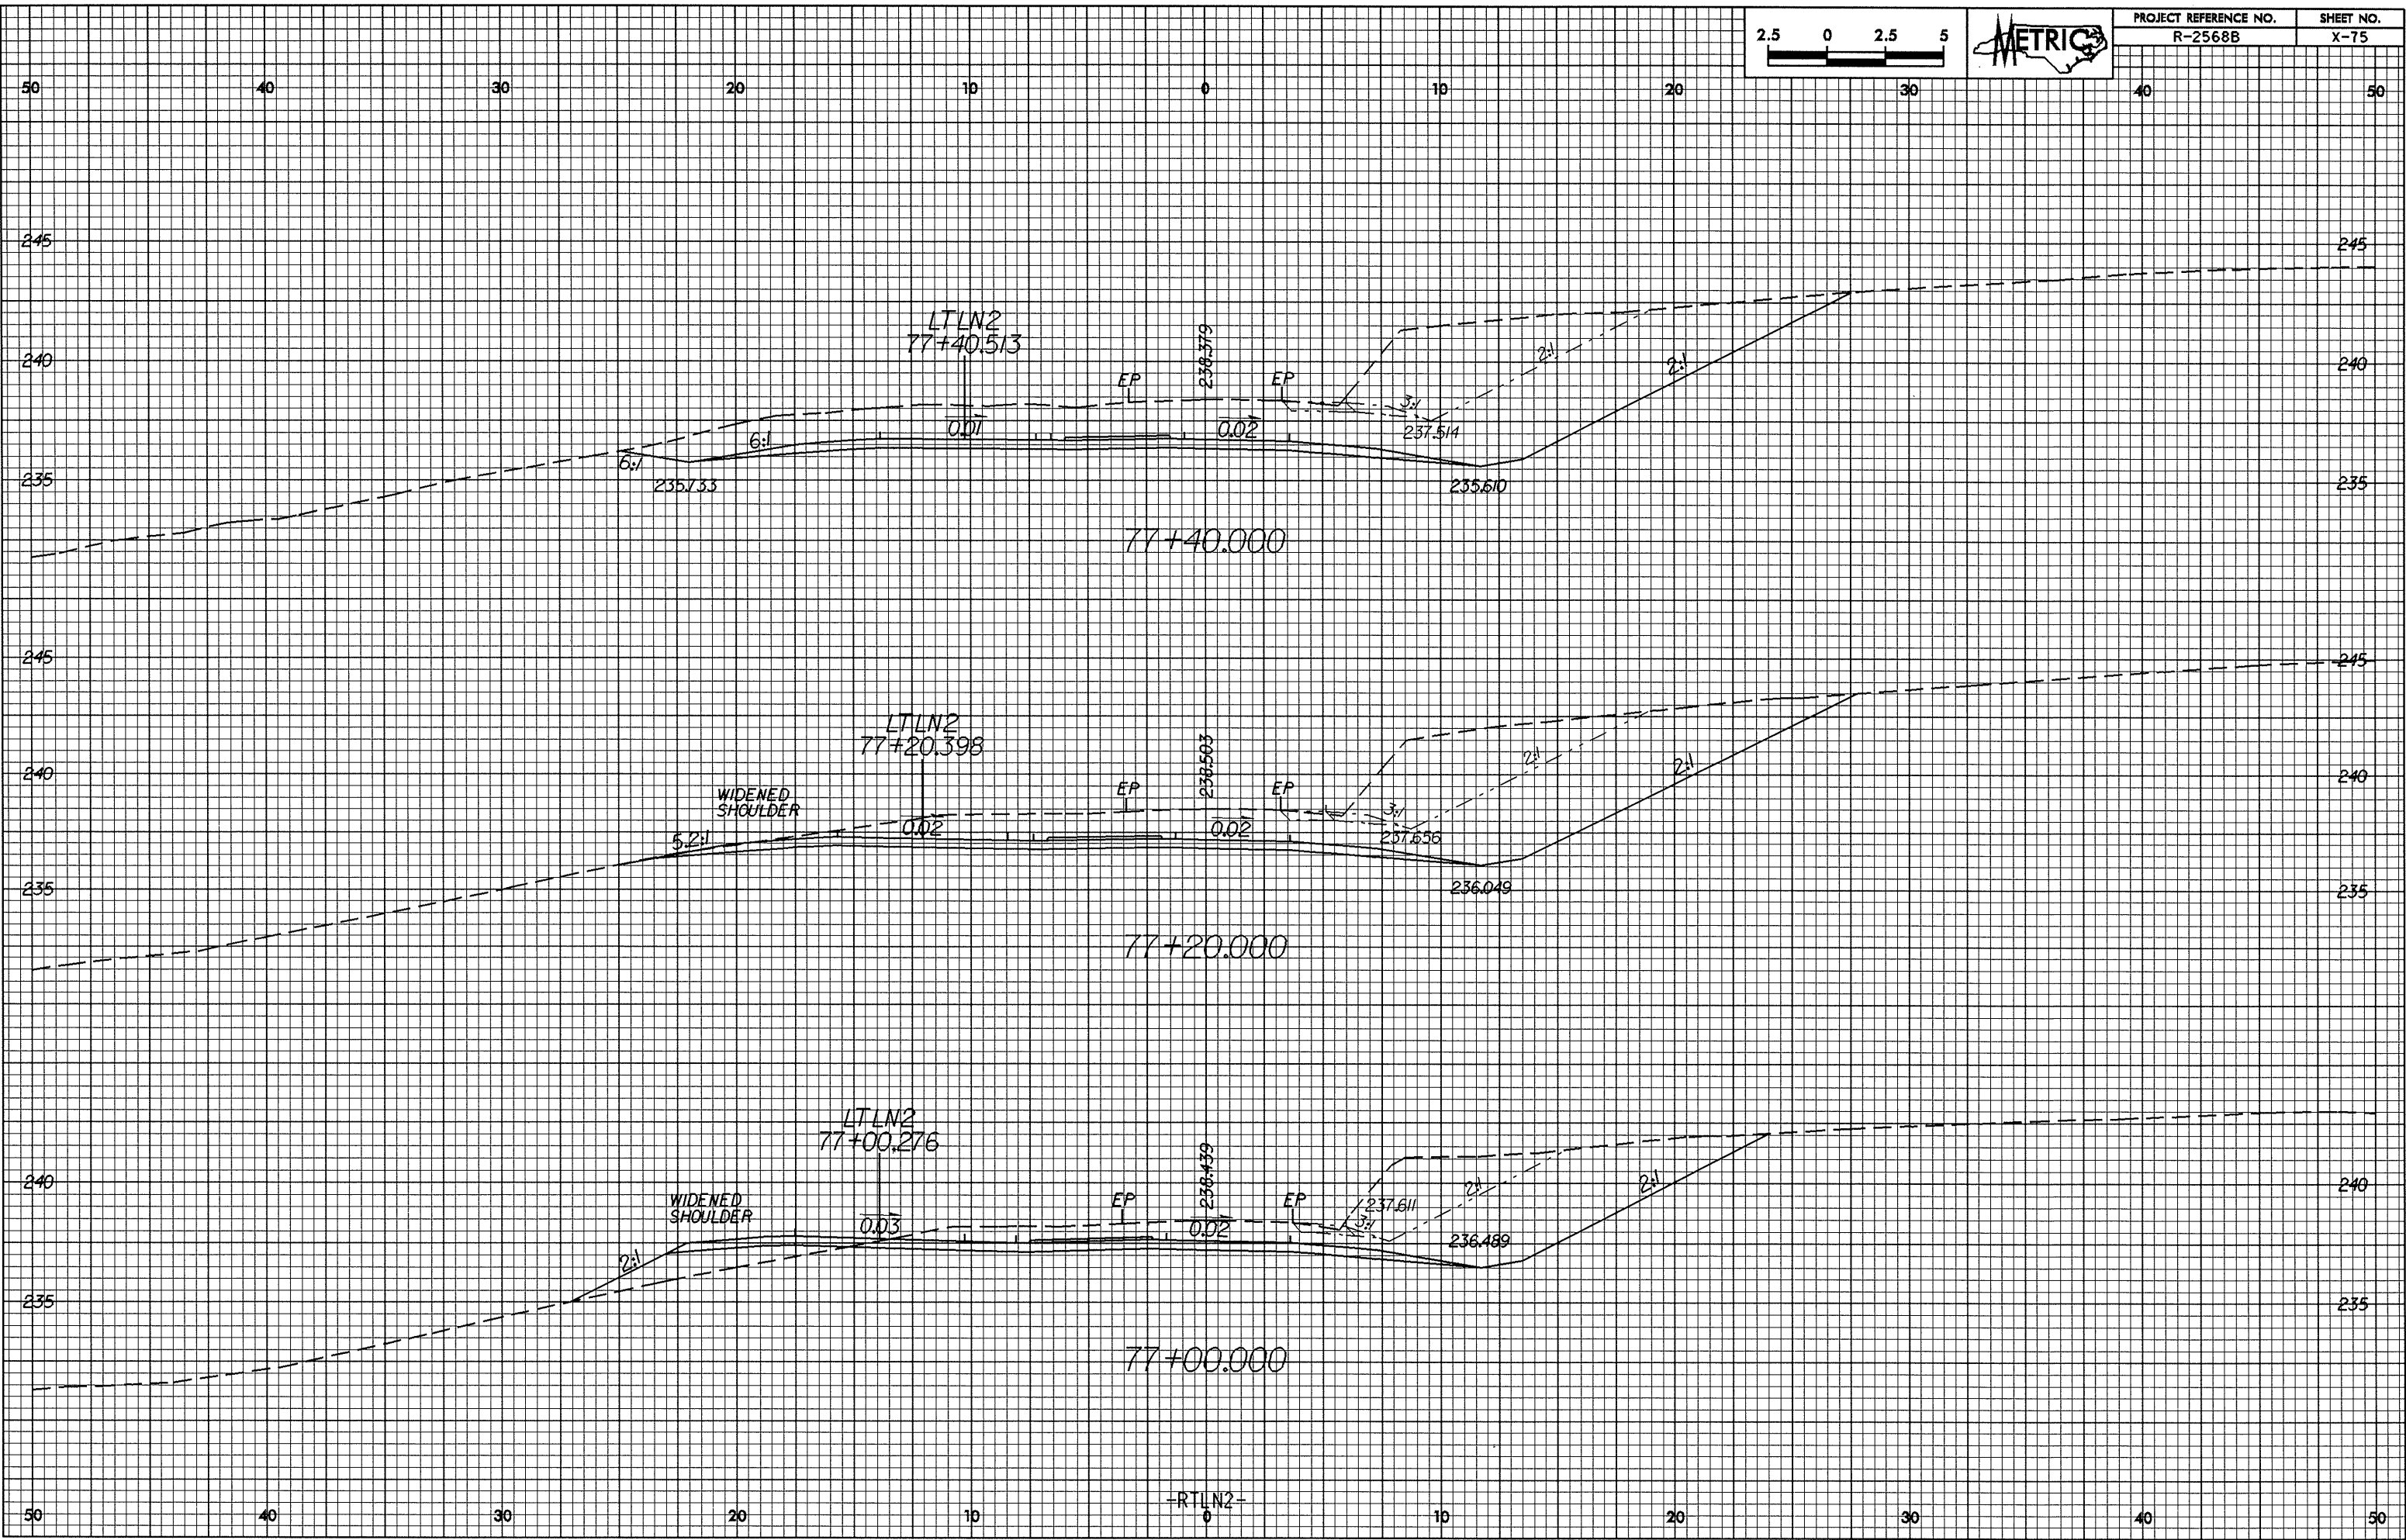 PROJECT REFERENCE NO. SHEET NO.
R-2568B X-75
2.5 0 2.5 5
METRIC
50 40 30 20 10 0 10 20 30 40 50
245 245
LTLN2
77+40.513
238.379
240 240
EP EP
2:1 2:1
3:1
0.01 0.02
237.514
6:1
6:1
235 235
235.733 235.610
77+40.000
245 245
LTLN2
77+20.398
238.503
240 240
EP EP
2:1 2:1
WIDENED
SHOULDER
3:1
0.02 0.02
237.656
5.2:1
235 235
236.049
77+20.000
LTLN2
77+00.276
238.439
240 240
2:1 2:1
WIDENED
SHOULDER
EP EP
237.611
3:1
0.03 0.02
236.489
2:1
235 235
77+00.000
-RTLN2-
50 40 30 20 10 0 10 20 30 40 50